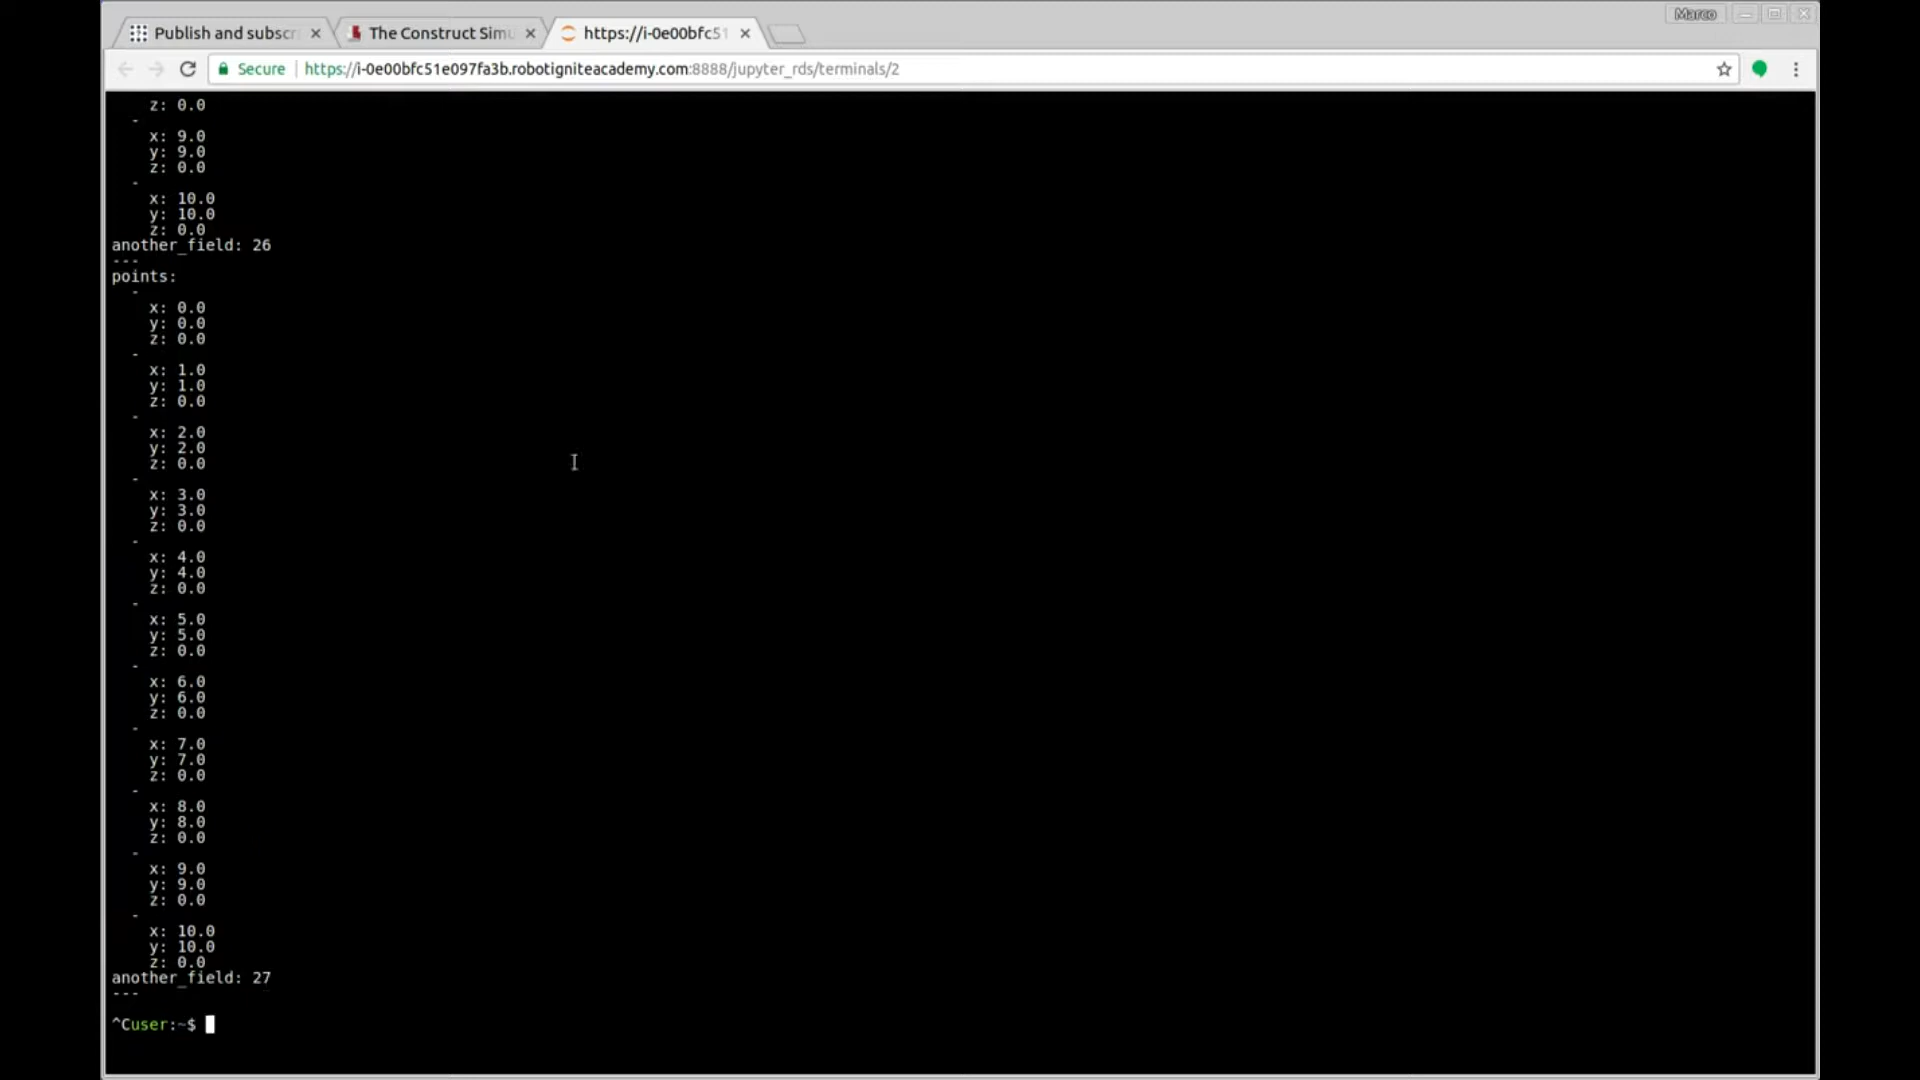 Marco
Publish and subscr
The Construct Simu
https://i-0e00bfc51
Secure
https://i-0e00bfc51e097fa3b.robotigniteacademy.com:8888/jupyter_rds/terminals/2
z: 0.0
-
x: 9.0
y: 9.0
z: 0.0
-
x: 10.0
y: 10.0
z: 0.0
another_field: 26
---
points:
-
x: 0.0
y: 0.0
z: 0.0
-
x: 1.0
y: 1.0
z: 0.0
-
x: 2.0
y: 2.0
z: 0.0
-
x: 3.0
y: 3.0
z: 0.0
-
x: 4.0
y: 4.0
z: 0.0
-
x: 5.0
y: 5.0
z: 0.0
-
x: 6.0
y: 6.0
z: 0.0
-
x: 7.0
y: 7.0
z: 0.0
-
x: 8.0
y: 8.0
z: 0.0
-
x: 9.0
y: 9.0
z: 0.0
-
x: 10.0
y: 10.0
z: 0.0
another_field: 27
---
^Cuser:~$